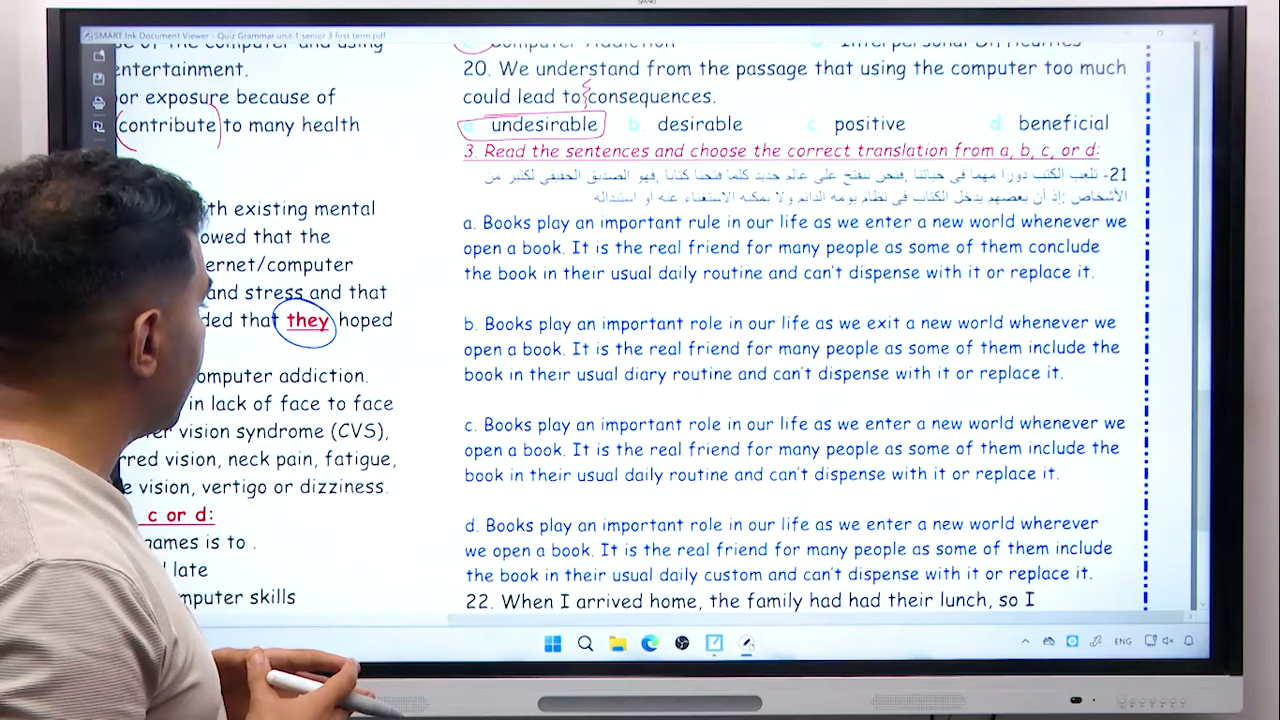 SMART Ink Document Viewer - Quiz Grammar unit 1 senior 3 first term.pdf
se of the computer and using
entertainment.
or exposure because of
contribute to many health
th existing mental
owed that the
ernet/computer
and stress and that
ded that they hoped
omputer addiction.
in lack of face to face
er vision syndrome (CVS),
rred vision, neck pain, fatigue,
e vision, vertigo or dizziness.
c or d:
games is to .
l late
mputer skills
Computer Addiction d. Interpersonal Difficulties
20. We understand from the passage that using the computer too much
could lead to consequences.
a. undesirable b. desirable c. positive d. beneficial
3. Read the sentences and choose the correct translation from a, b, c, or d:
21- تلعب الكتب دورا مهما في حياتنا ,فنحن ننفتح على عالم جديد كلما فتحنا كتابا ,فهو الصديق الحقيقي لكثير من
الأشخاص ;إذ أن بعضهم يدخل الكتاب في نظام يومه الدائم ولا يمكنه الاستغناء عنه أو استبداله
a. Books play an important rule in our life as we enter a new world whenever we
open a book. It is the real friend for many people as some of them conclude
the book in their usual daily routine and can't dispense with it or replace it.
b. Books play an important role in our life as we exit a new world whenever we
open a book. It is the real friend for many people as some of them include the
book in their usual diary routine and can't dispense with it or replace it.
c. Books play an important role in our life as we enter a new world whenever we
open a book. It is the real friend for many people as some of them include the
book in their usual daily routine and can't dispense with it or replace it.
d. Books play an important role in our life as we enter a new world wherever
we open a book. It is the real friend for many people as some of them include
the book in their usual daily custom and can't dispense with it or replace it.
22. When I arrived home, the family had had their lunch, so I
ENG